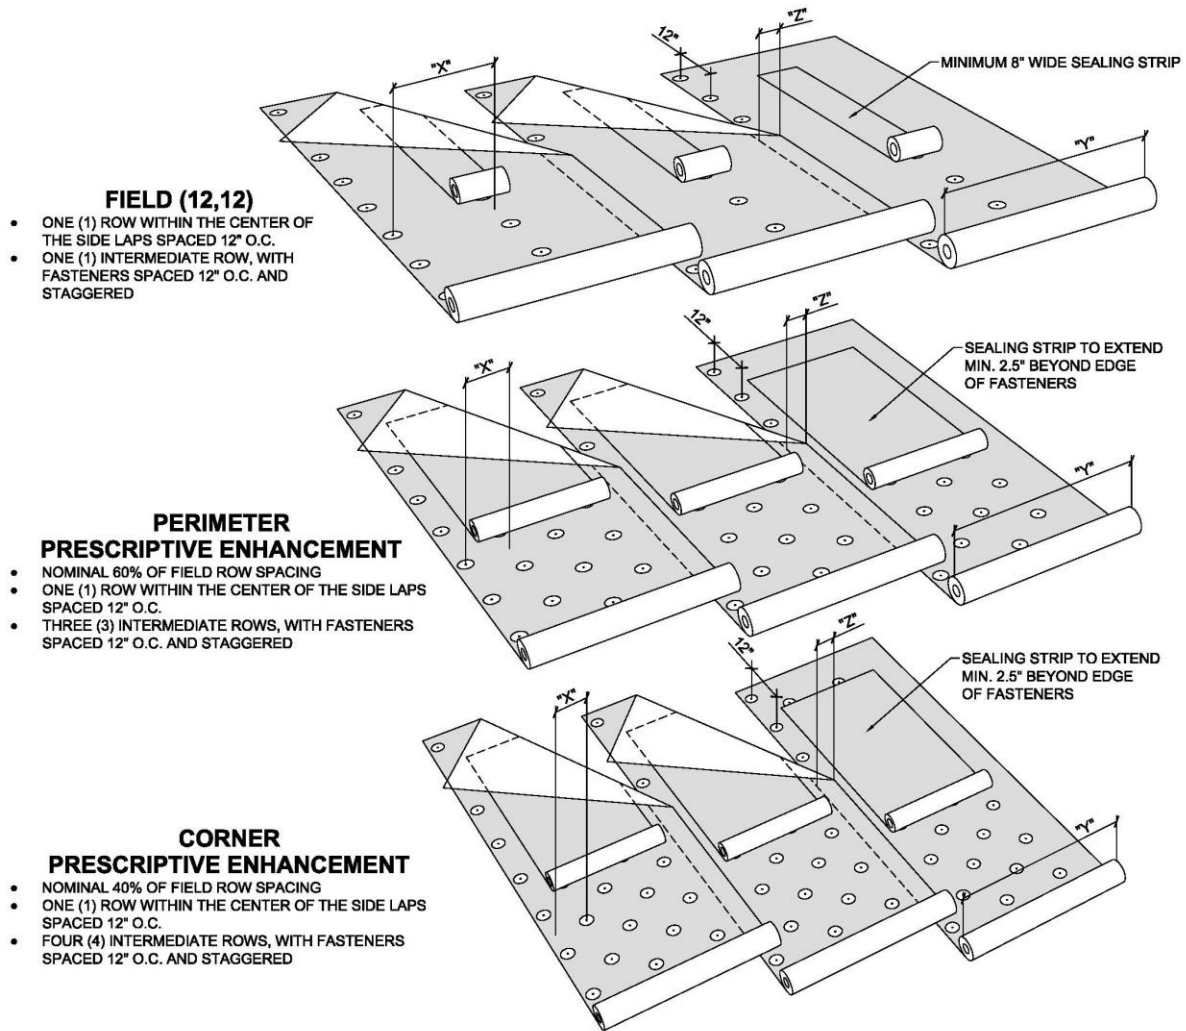 "Z"
12"
"X"
MINIMUM 8" WIDE SEALING STRIP
"Y"
FIELD (12,12)
• ONE (1) ROW WITHIN THE CENTER OF
THE SIDE LAPS SPACED 12" O.C.
• ONE (1) INTERMEDIATE ROW, WITH
FASTENERS SPACED 12" O.C. AND
STAGGERED
"Z"
12"
"X"
SEALING STRIP TO EXTEND
MIN. 2.5" BEYOND EDGE
OF FASTENERS
"Y"
PERIMETER
PRESCRIPTIVE ENHANCEMENT
• NOMINAL 60% OF FIELD ROW SPACING
• ONE (1) ROW WITHIN THE CENTER OF THE SIDE LAPS
SPACED 12" O.C.
• THREE (3) INTERMEDIATE ROWS, WITH FASTENERS
SPACED 12" O.C. AND STAGGERED
"Z"
12"
"X"
SEALING STRIP TO EXTEND
MIN. 2.5" BEYOND EDGE
OF FASTENERS
"Y"
CORNER
PRESCRIPTIVE ENHANCEMENT
• NOMINAL 40% OF FIELD ROW SPACING
• ONE (1) ROW WITHIN THE CENTER OF THE SIDE LAPS
SPACED 12" O.C.
• FOUR (4) INTERMEDIATE ROWS, WITH FASTENERS
SPACED 12" O.C. AND STAGGERED